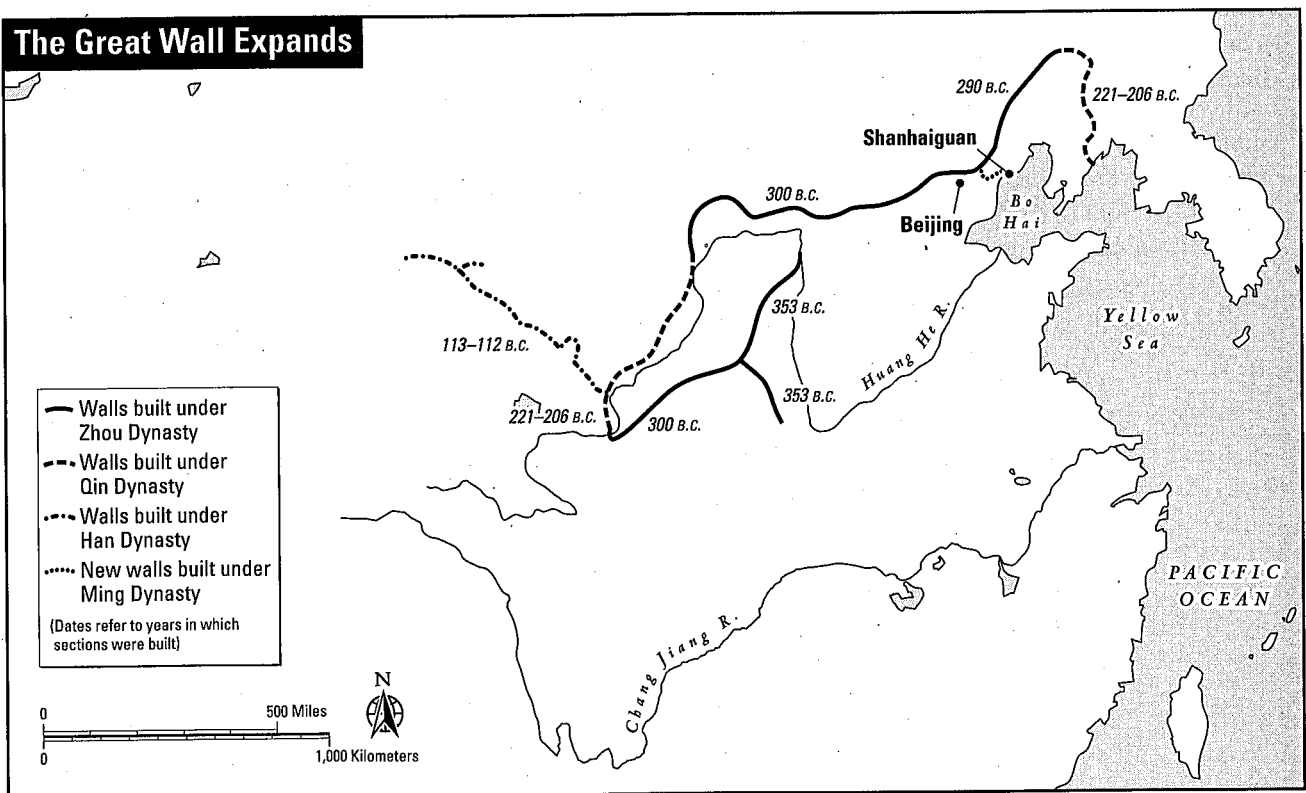 The Great Wall Expands
290 B.C.
221–206 B.C.
Shanhaiguan
300 B.C.
Bo
Hai
Beijing
353 B.C.
Yellow
Sea
113–112 B.C.
Huang He R.
353 B.C.
221–206 B.C.
300 B.C.
Walls built under
Zhou Dynasty
Walls built under
Qin Dynasty
Walls built under
Han Dynasty
New walls built under
Ming Dynasty
(Dates refer to years in which
sections were built)
PACIFIC
OCEAN
Chang Jiang R.
N
0
500 Miles
0
1,000 Kilometers